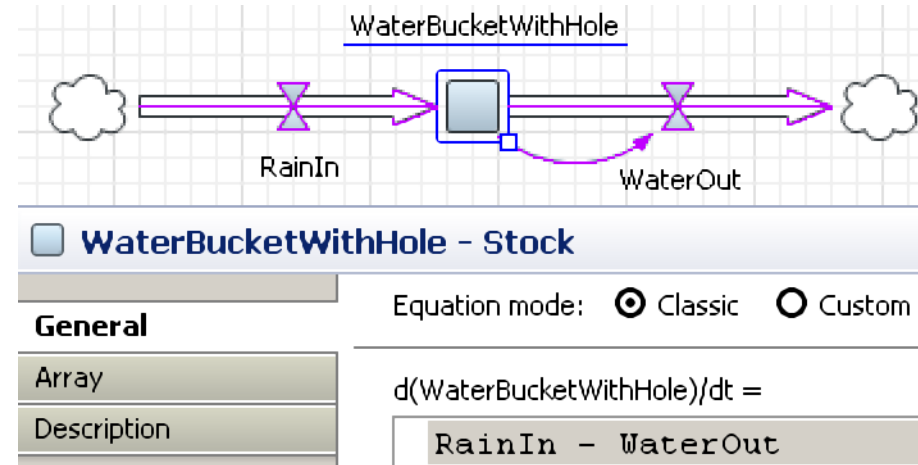 WaterBucketWithHole
RainIn
WaterOut
WaterBucketWithHole - Stock
Equation mode: Classic Custom
General
Array
d(WaterBucketWithHole)/dt =
Description
RainIn - WaterOut